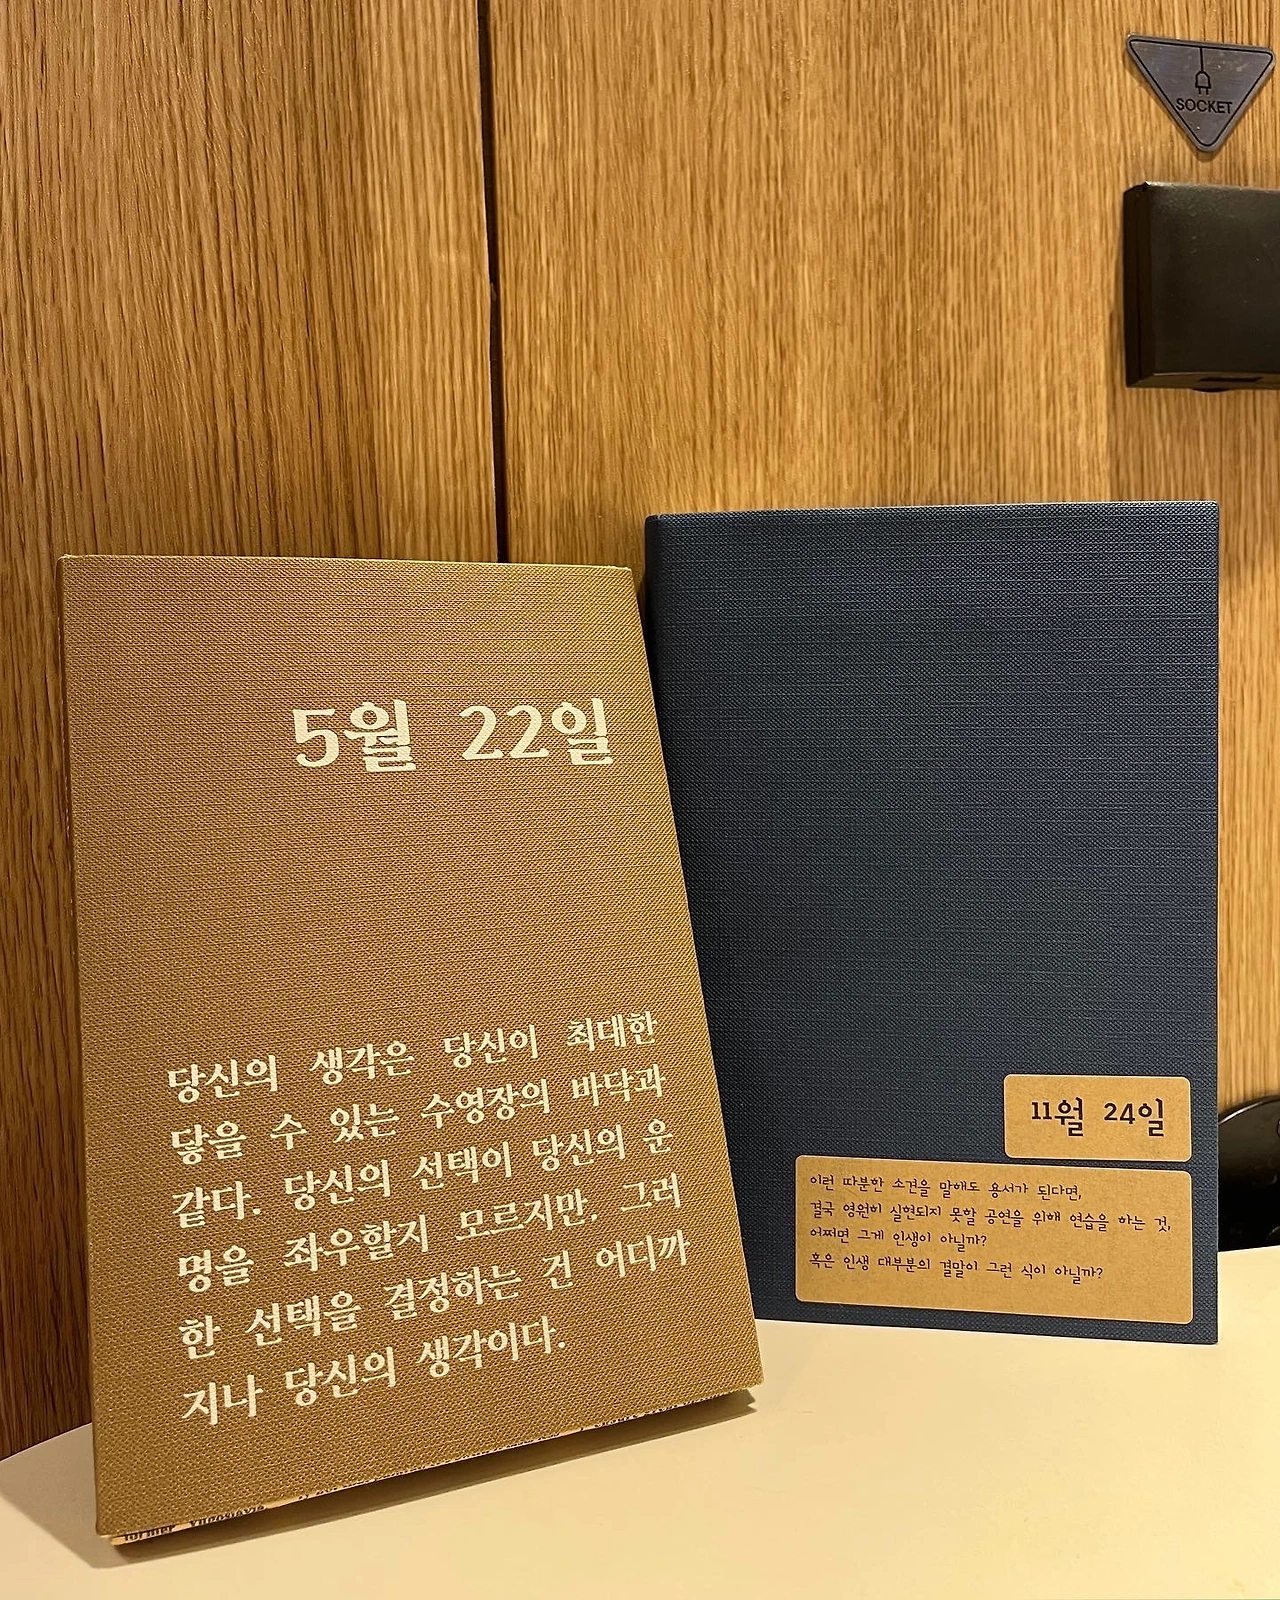 SOCKET
5월 22일
당신의 생각은 당신이 최대한
닿을 수 있는 수영장의 바닥과
같다. 당신의 선택이 당신의 운
명을 좌우할지 모르지만, 그러
한 선택을 결정하는 건 어디까
지나 당신의 생각이다.
11월 24일
이런 따분한 소견을 말해도 용서가 된다면,
결국 영원히 실현되지 못할 공연을 위해 연습을 하는 것,
어쩌면 그게 인생이 아닐까?
혹은 인생 대부분의 결말이 그런 식이 아닐까?
former